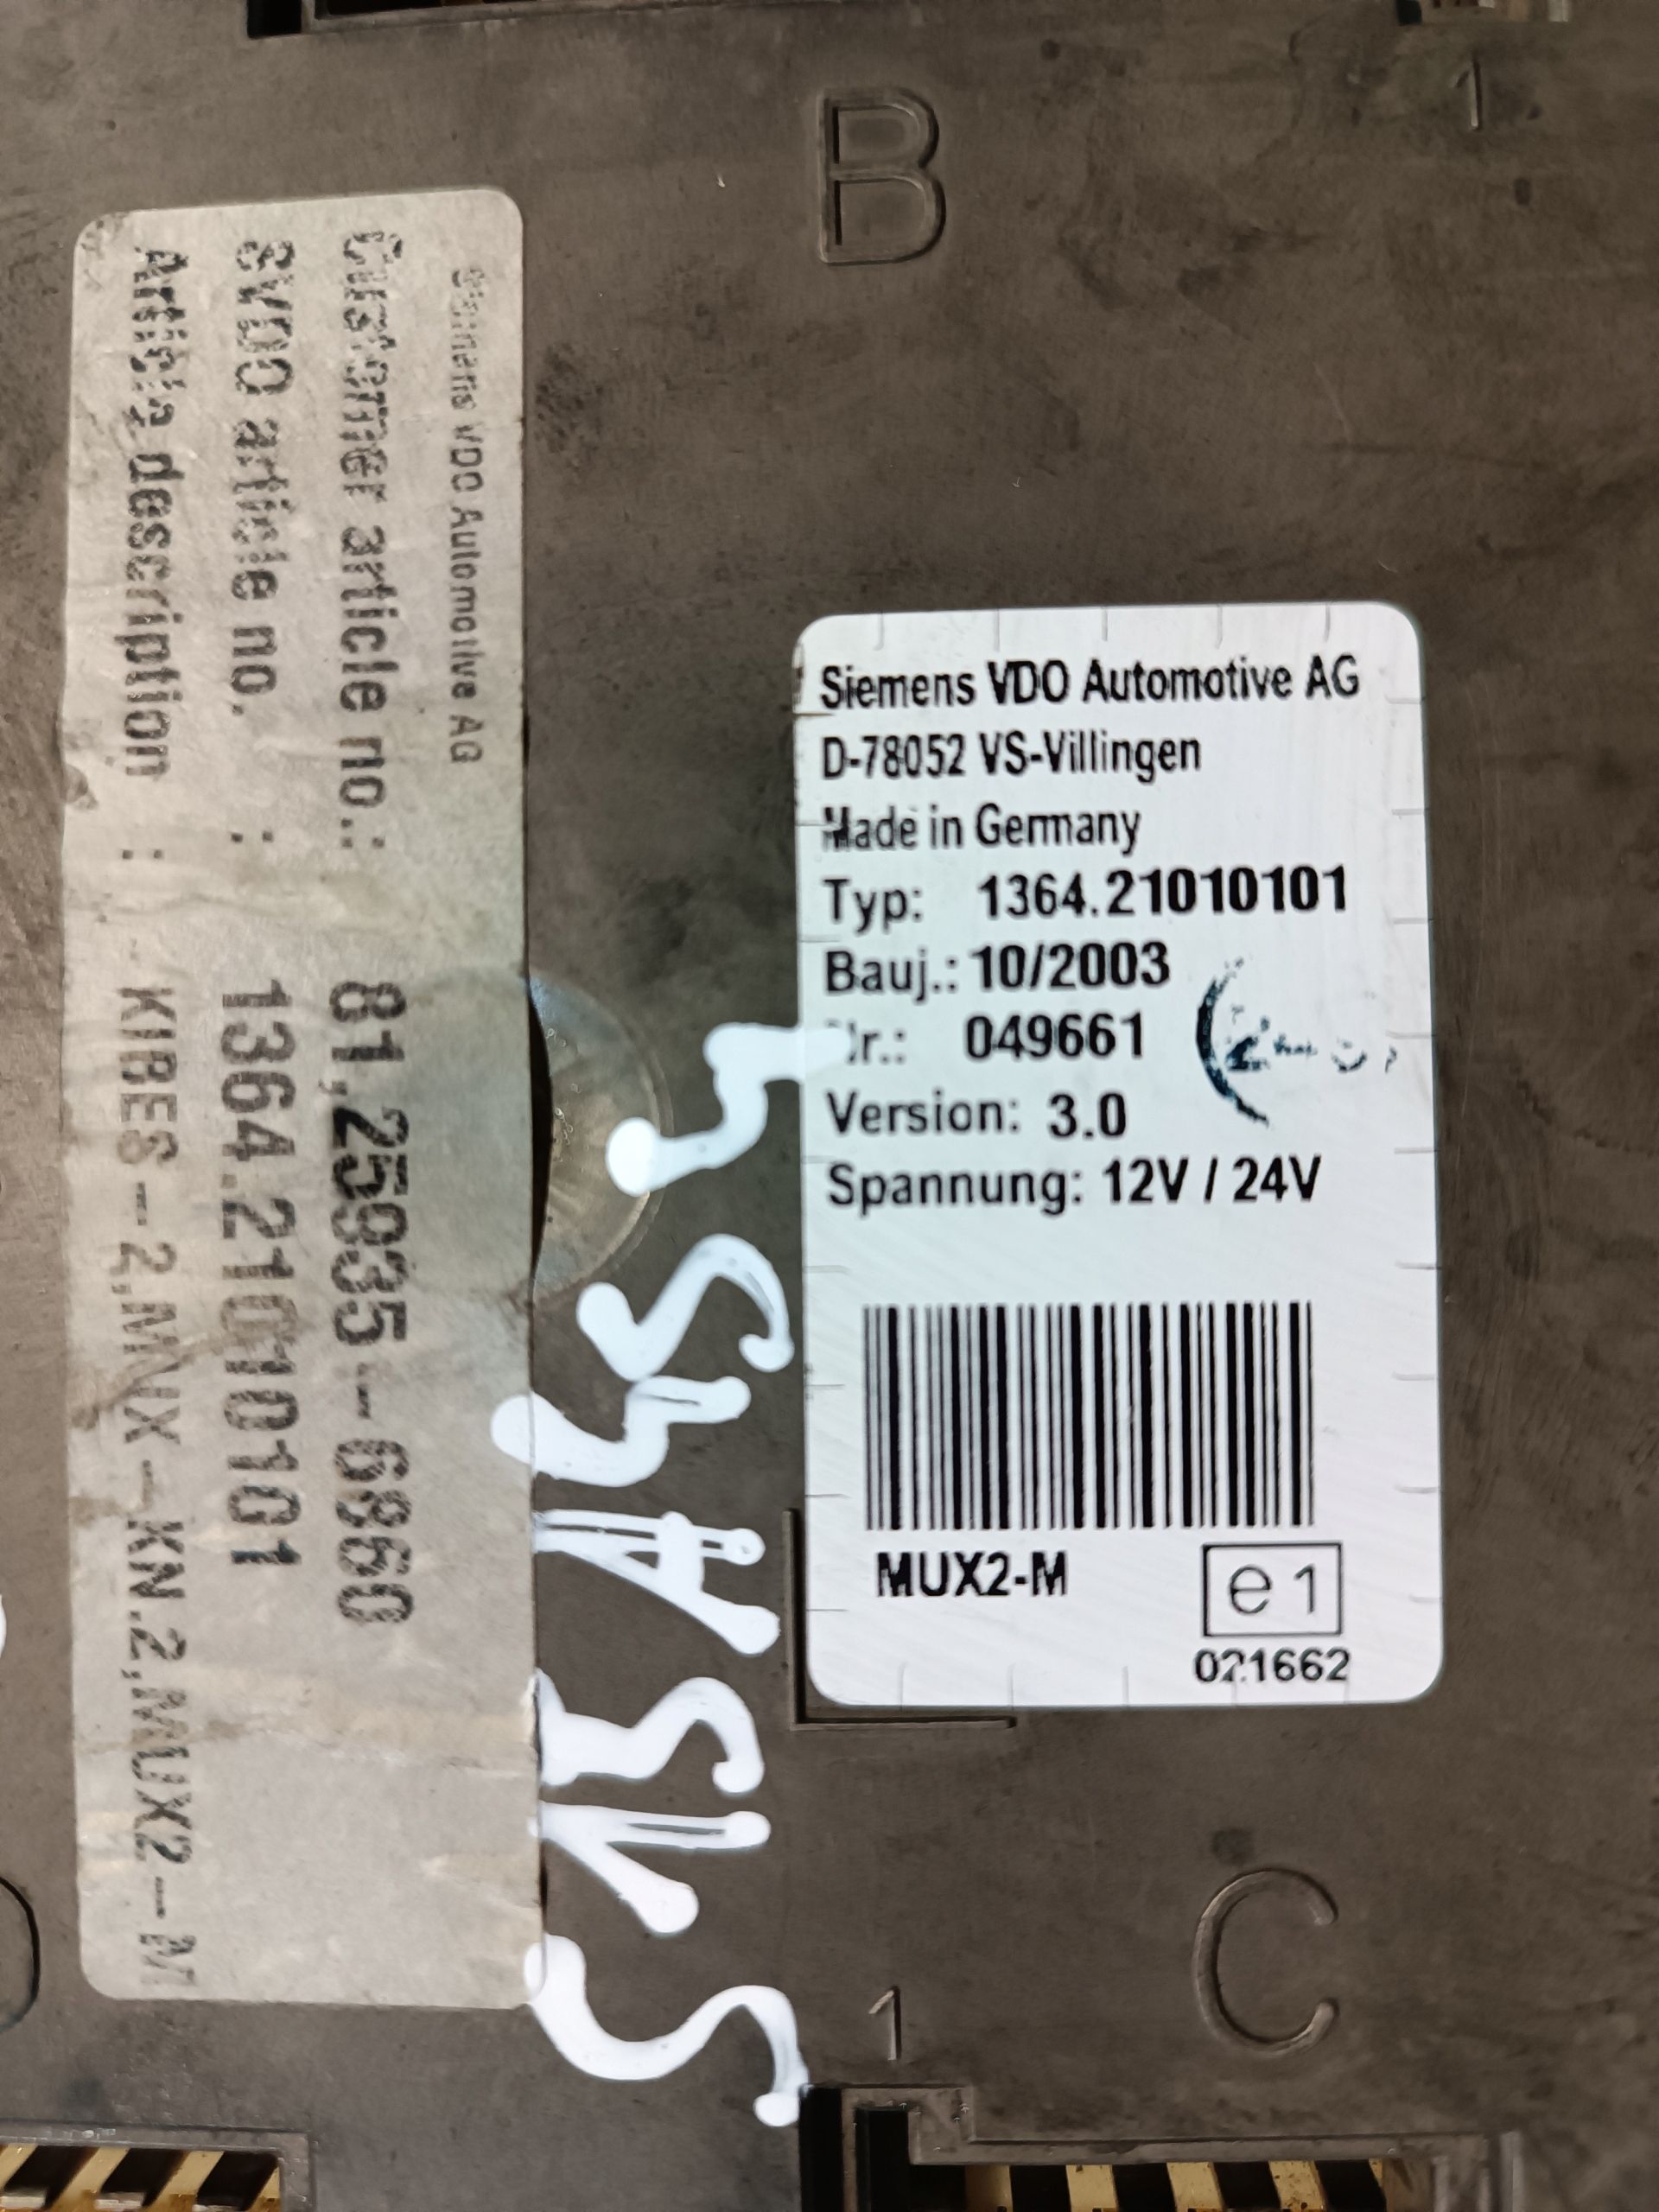 B
1
Siemens VDO Automotive AG
Customer article no.: 81.25935-6860
SVDO article no. : 1364.21010101
Article description : KIBES-2,MUX-KN.2,MUX2-M
Siemens VDO Automotive AG
D-78052 VS-Villingen
Made in Germany
Typ: 1364.21010101
Bauj.: 10/2003
Nr.: 049661
Version: 3.0
Spannung: 12V / 24V
MUX2-M
e1
021662
C
1